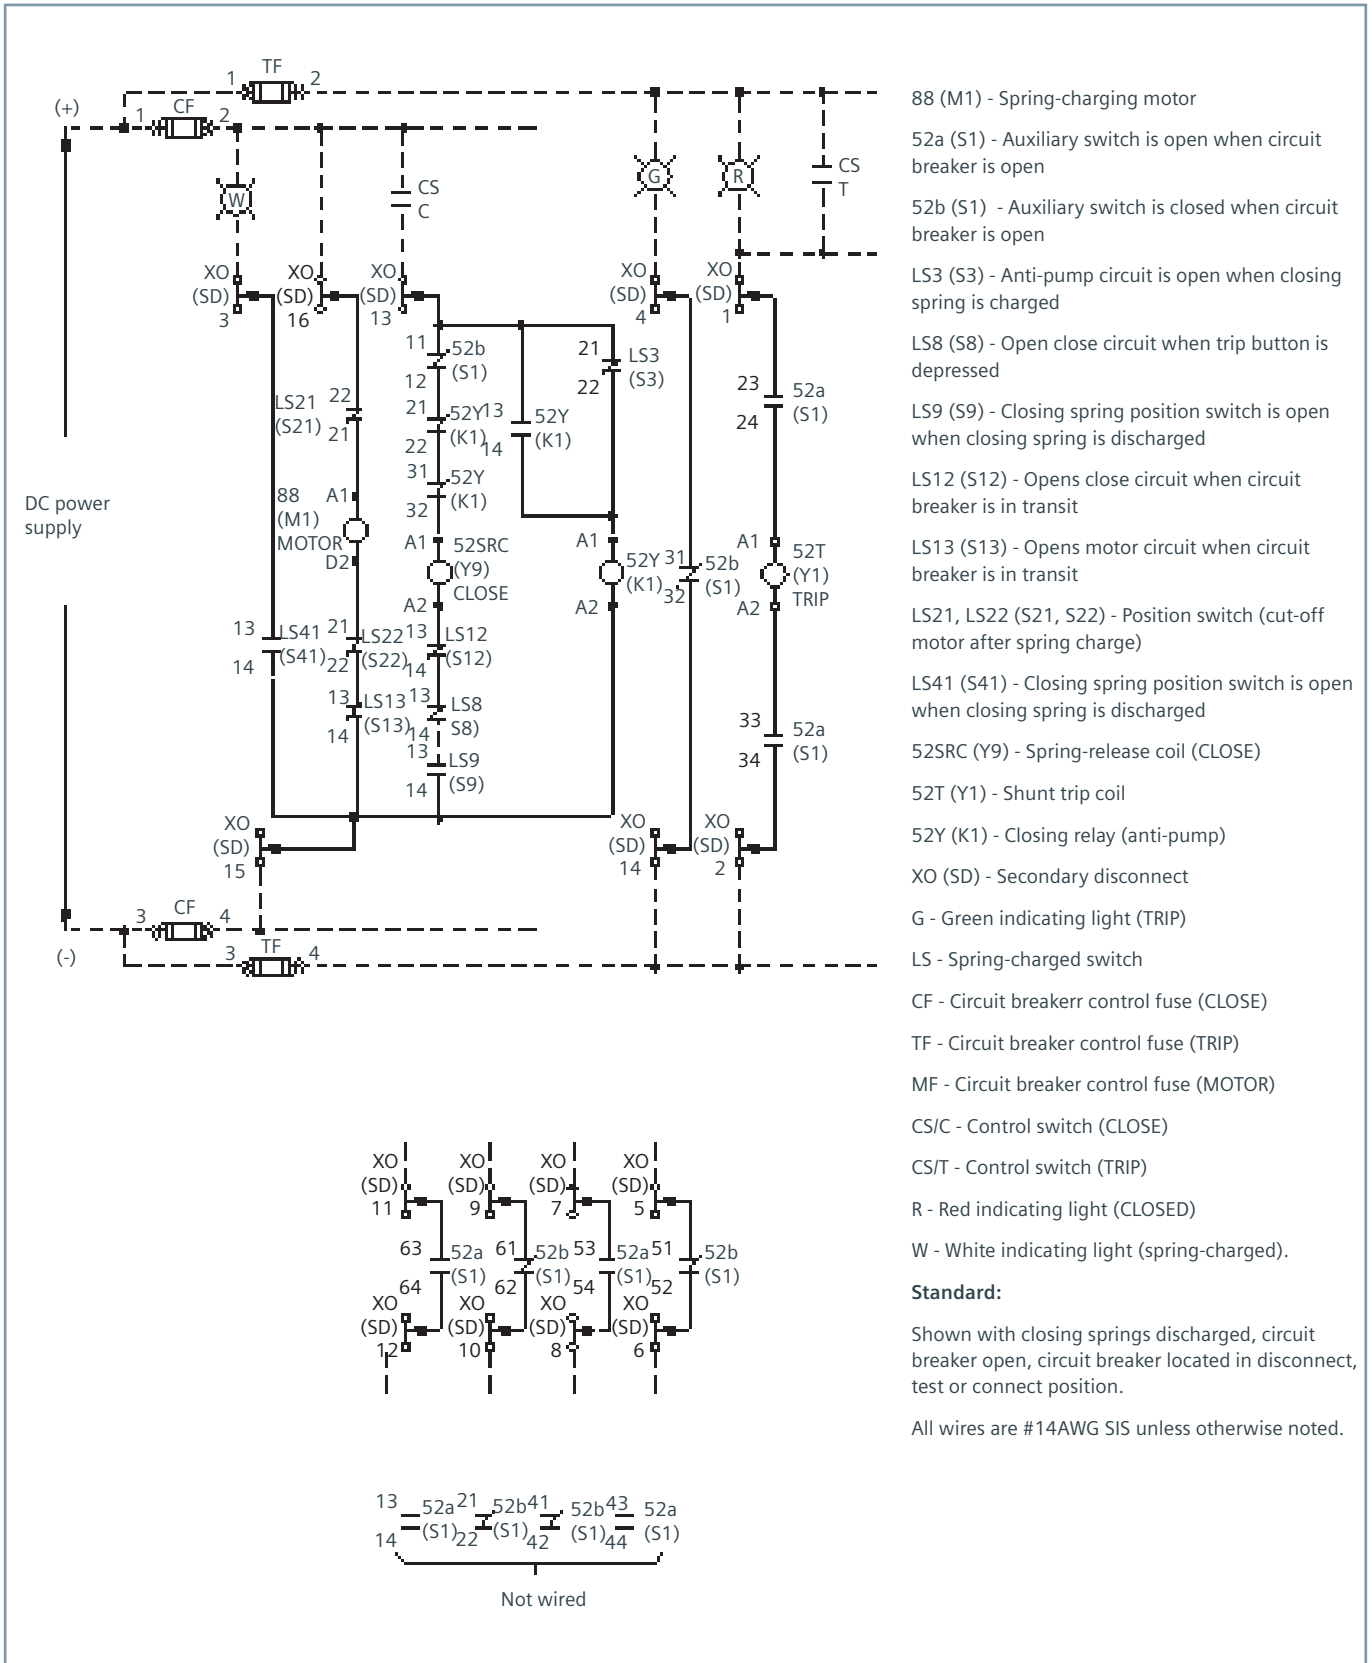 TF
1
2
(+)
CF
1
2
W
CS
C
G
R
CS
T
XO
(SD)
3
XO
(SD)
16
XO
(SD)
13
XO
(SD)
4
XO
(SD)
1
11
52b
(S1)
12
21
LS3
(S3)
22
LS21
(S21)
22
21
21
52Y
(K1)
22
13
52Y
(K1)
14
23
52a
(S1)
24
31
52Y
(K1)
32
DC power
supply
88
(M1)
MOTOR
A1
D2
A1
52SRC
(Y9)
CLOSE
A2
A1
52Y
(K1)
A2
31
52b
(S1)
32
A1
52T
(Y1)
TRIP
A2
13
LS41
(S41)
14
21
LS22
(S22)
22
13
LS12
(S12)
14
13
LS13
(S13)
14
13
LS8
S8)
14
13
LS9
(S9)
14
33
52a
(S1)
34
XO
(SD)
15
XO
(SD)
14
XO
(SD)
2
3
CF
4
(-)
3
TF
4
XO
(SD)
11
XO
(SD)
9
XO
(SD)
7
XO
(SD)
5
63
52a
(S1)
64
61
52b
(S1)
62
53
52a
(S1)
54
51
52b
(S1)
52
XO
(SD)
12
XO
(SD)
10
XO
(SD)
8
XO
(SD)
6
13
52a
(S1)
14
21
52b
(S1)
22
41
52b
(S1)
42
43
52a
(S1)
44
Not wired
88 (M1) - Spring-charging motor
52a (S1) - Auxiliary switch is open when circuit
breaker is open
52b (S1) - Auxiliary switch is closed when circuit
breaker is open
LS3 (S3) - Anti-pump circuit is open when closing
spring is charged
LS8 (S8) - Open close circuit when trip button is
depressed
LS9 (S9) - Closing spring position switch is open
when closing spring is discharged
LS12 (S12) - Opens close circuit when circuit
breaker is in transit
LS13 (S13) - Opens motor circuit when circuit
breaker is in transit
LS21, LS22 (S21, S22) - Position switch (cut-off
motor after spring charge)
LS41 (S41) - Closing spring position switch is open
when closing spring is discharged
52SRC (Y9) - Spring-release coil (CLOSE)
52T (Y1) - Shunt trip coil
52Y (K1) - Closing relay (anti-pump)
XO (SD) - Secondary disconnect
G - Green indicating light (TRIP)
LS - Spring-charged switch
CF - Circuit breakerr control fuse (CLOSE)
TF - Circuit breaker control fuse (TRIP)
MF - Circuit breaker control fuse (MOTOR)
CS/C - Control switch (CLOSE)
CS/T - Control switch (TRIP)
R - Red indicating light (CLOSED)
W - White indicating light (spring-charged).
Standard:
Shown with closing springs discharged, circuit
breaker open, circuit breaker located in disconnect,
test or connect position.
All wires are #14AWG SIS unless otherwise noted.